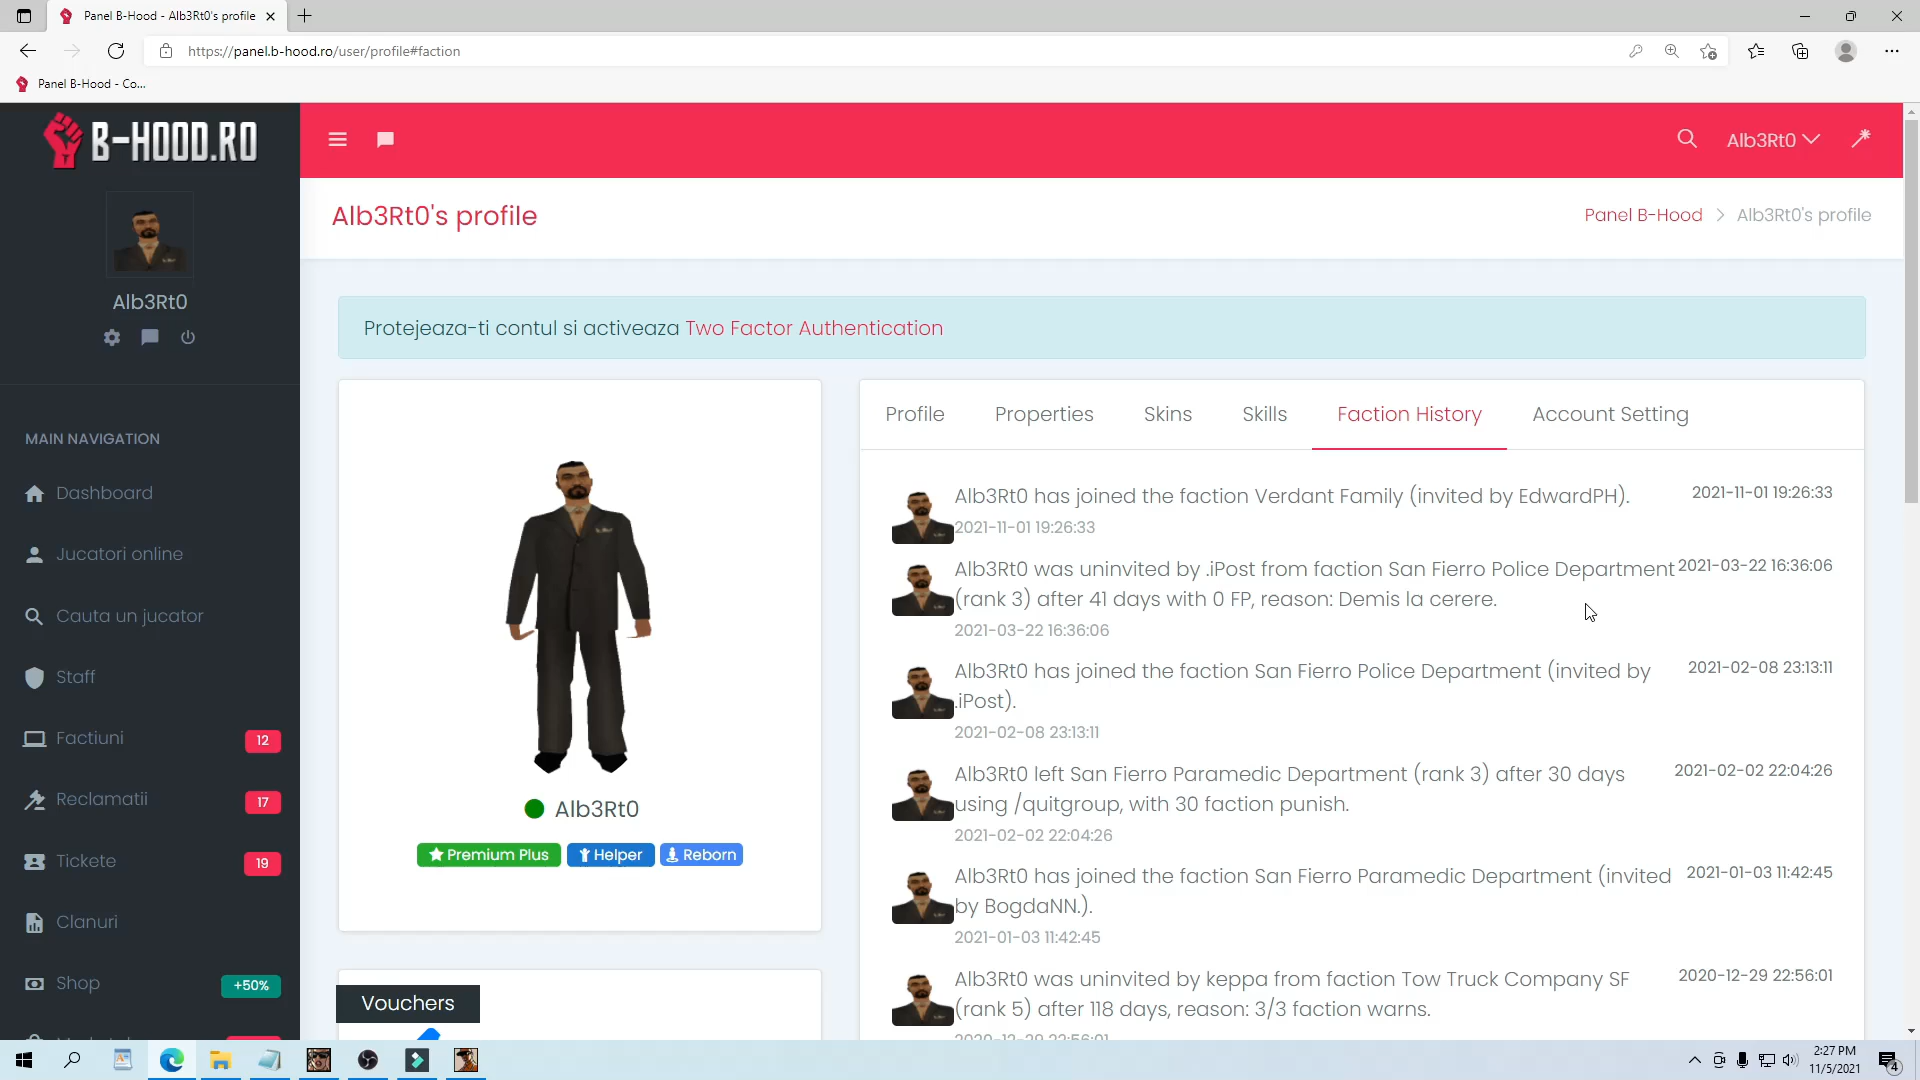 Panel B-Hood - Alb3Rt0's profile
https://panel.b-hood.ro/user/profile#faction
Panel B-Hood - Co...
B-HOOD.RO
Alb3Rt0
Alb3Rt0's profile
Panel B-Hood > Alb3Rt0's profile
Alb3Rt0
Protejeaza-ti contul si activeaza Two Factor Authentication
MAIN NAVIGATION
Dashboard
Jucatori online
Cauta un jucator
Staff
Factiuni 12
Reclamatii 17
Tickete 19
Clanuri
Shop +50%
Alb3Rt0
Premium Plus Helper Reborn
Vouchers
Profile Properties Skins Skills Faction History Account Setting
Alb3Rt0 has joined the faction Verdant Family (invited by EdwardPH). 2021-11-01 19:26:33
2021-11-01 19:26:33
Alb3Rt0 was uninvited by .iPost from faction San Fierro Police Department 2021-03-22 16:36:06
(rank 3) after 41 days with 0 FP, reason: Demis la cerere.
2021-03-22 16:36:06
Alb3Rt0 has joined the faction San Fierro Police Department (invited by 2021-02-08 23:13:11
.iPost).
2021-02-08 23:13:11
Alb3Rt0 left San Fierro Paramedic Department (rank 3) after 30 days 2021-02-02 22:04:26
using /quitgroup, with 30 faction punish.
2021-02-02 22:04:26
Alb3Rt0 has joined the faction San Fierro Paramedic Department (invited 2021-01-03 11:42:45
by BogdaNN.).
2021-01-03 11:42:45
Alb3Rt0 was uninvited by keppa from faction Tow Truck Company SF 2020-12-29 22:56:01
(rank 5) after 118 days, reason: 3/3 faction warns.
2020-12-29 22:56:01
2:27 PM
11/5/2021
4